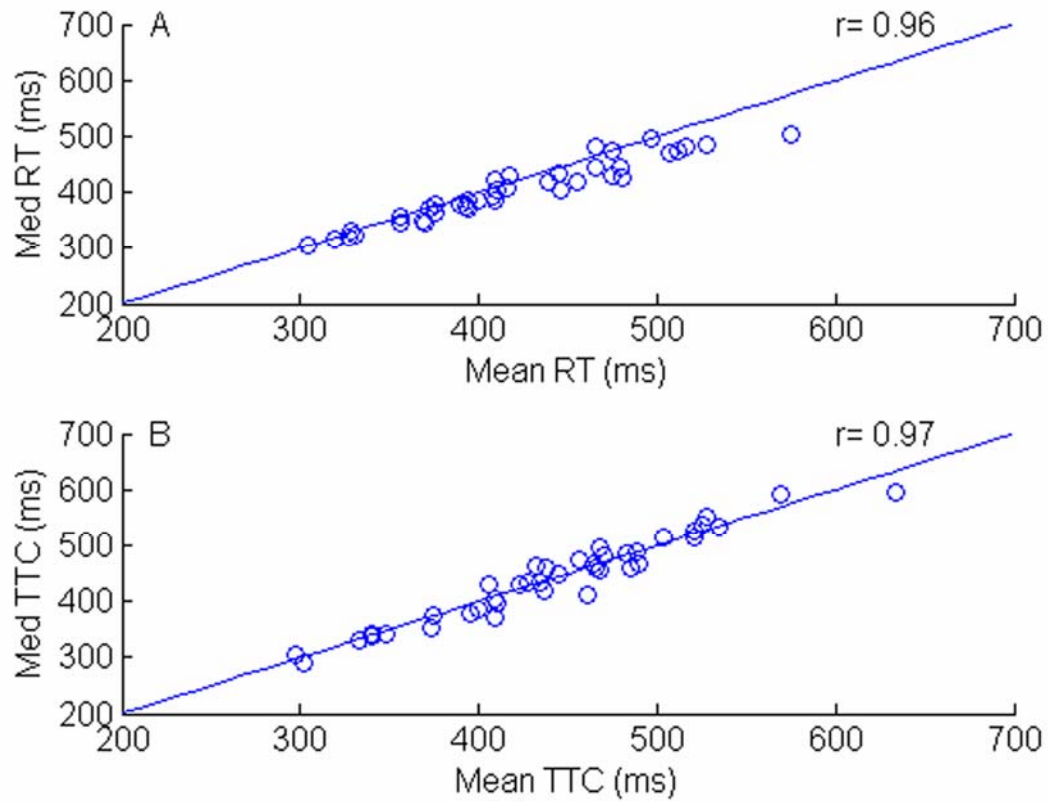 A
r= 0.96
700
600
500
400
300
200
Med RT (ms)
200 300 400 500 600 700
Mean RT (ms)
B
r= 0.97
700
600
500
400
300
200
Med TTC (ms)
200 300 400 500 600 700
Mean TTC (ms)